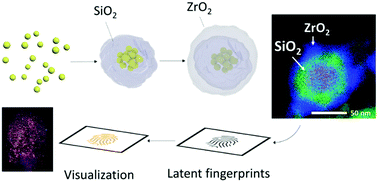 SiO2
ZrO2
ZrO2
SiO2
50 nm
Visualization
Latent fingerprints